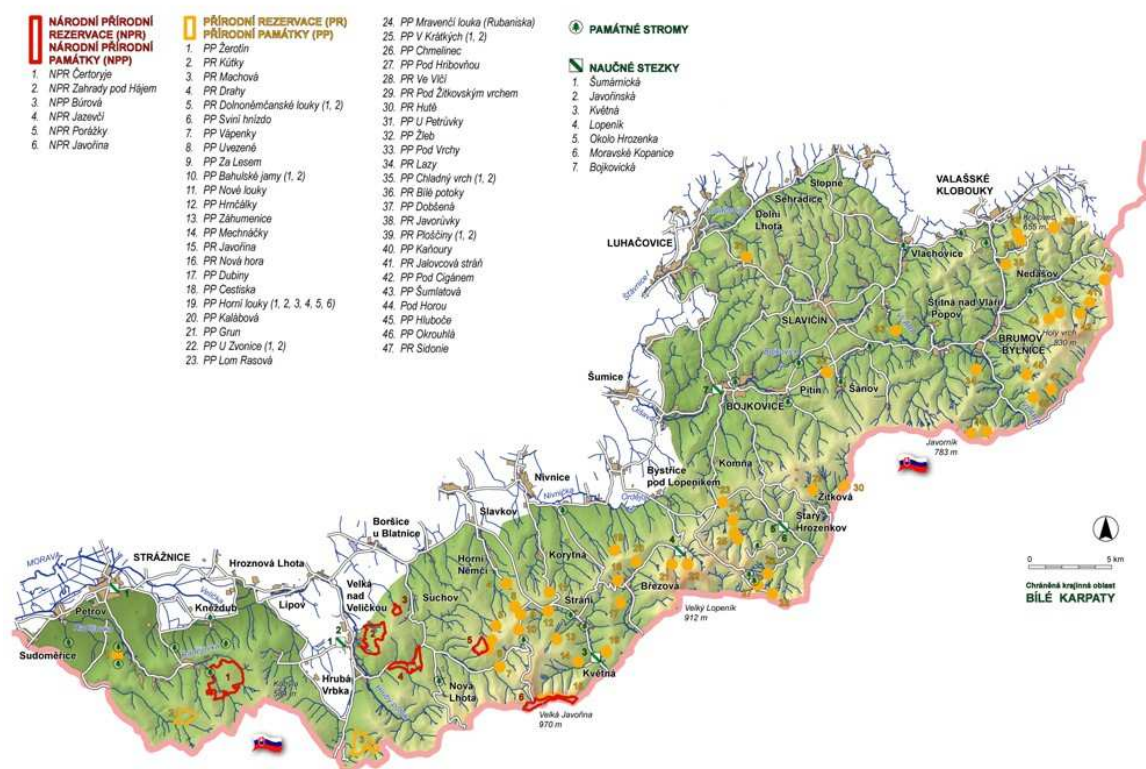 NÁRODNÍ PŘÍRODNÍ
REZERVACE (NPR)
NÁRODNÍ PŘÍRODNÍ
PAMÁTKY (NPP)
1. NPR Čertoryje
2. NPR Zahrady pod Hájem
3. NPP Búrová
4. NPR Jazevčí
5. NPR Porážky
6. NPR Javořina
PŘÍRODNÍ REZERVACE (PR)
PŘÍRODNÍ PAMÁTKY (PP)
1. PP Žerotín
2. PR Kútky
3. PR Machová
4. PR Drahy
5. PR Dolnoněmčanské louky (1, 2)
6. PP Sviní hnízdo
7. PP Vápenky
8. PP Uvezené
9. PP Za Lesem
10. PP Bahulské jamy (1, 2)
11. PP Nové louky
12. PP Hrnčálky
13. PP Záhumenice
14. PP Mechnáčky
15. PR Javořina
16. PR Nová hora
17. PP Dubiny
18. PP Cestiska
19. PP Horní louky (1, 2, 3, 4, 5, 6)
20. PP Kalábová
21. PP Grun
22. PP U Zvonice (1, 2)
23. PP Lom Rasová
24. PP Mravenčí louka (Rubaniska)
25. PP V Krátkých (1, 2)
26. PP Chmelinec
27. PP Pod Hribovňou
28. PR Ve Vlčí
29. PR Pod Žitkovským vrchem
30. PR Hutě
31. PP U Petrůvky
32. PP Žleb
33. PP Pod Vrchy
34. PR Lazy
35. PP Chladný vrch (1, 2)
36. PR Bílé potoky
37. PP Dobšená
38. PR Javorůvky
39. PR Ploščiny (1, 2)
40. PP Kaňoury
41. PR Jalovcová stráň
42. PP Pod Cigánem
43. PP Šumlatová
44. Pod Horou
45. PP Hluboče
46. PP Okrouhlá
47. PR Sidonie
PAMÁTNÉ STROMY
NAUČNÉ STEZKY
1. Šumárnická
2. Javořinská
3. Květná
4. Lopeník
5. Okolo Hrozenka
6. Moravské Kopanice
7. Bojkovická
VALAŠSKÉ
KLOBOUKY
Slopné
Sehradice
Dolní
Lhota
LUHAČOVICE
Vlachovice
655 m
Nedašov
Štítná nad Vláří
Popov
SLAVIČÍN
BRUMOV
BYLNICE
Holý vrch
830 m
Šumice
Pitín
Šanov
7
BOJKOVICE
Javorník
783 m
Komňa
Bystřice
pod Lopeníkem
Nivnice
Nivnička
Slavkov
Žítková
30
Starý
Hrozenkov
5
6
Boršice
u Blatnice
Horní
Němčí
Korytná
Strání
Březová
4
Velký Lopeník
912 m
MORAVA
STRÁŽNICE
Hroznová Lhota
Petrov
1
Kněždub
Lipov
Velká
nad
Veličkou
Suchov
Sudoměřice
Hrubá
Vrbka
Nová
Lhota
Květná
3
Velká Javořina
970 m
0 5 km
Chráněná krajinná oblast
BÍLÉ KARPATY